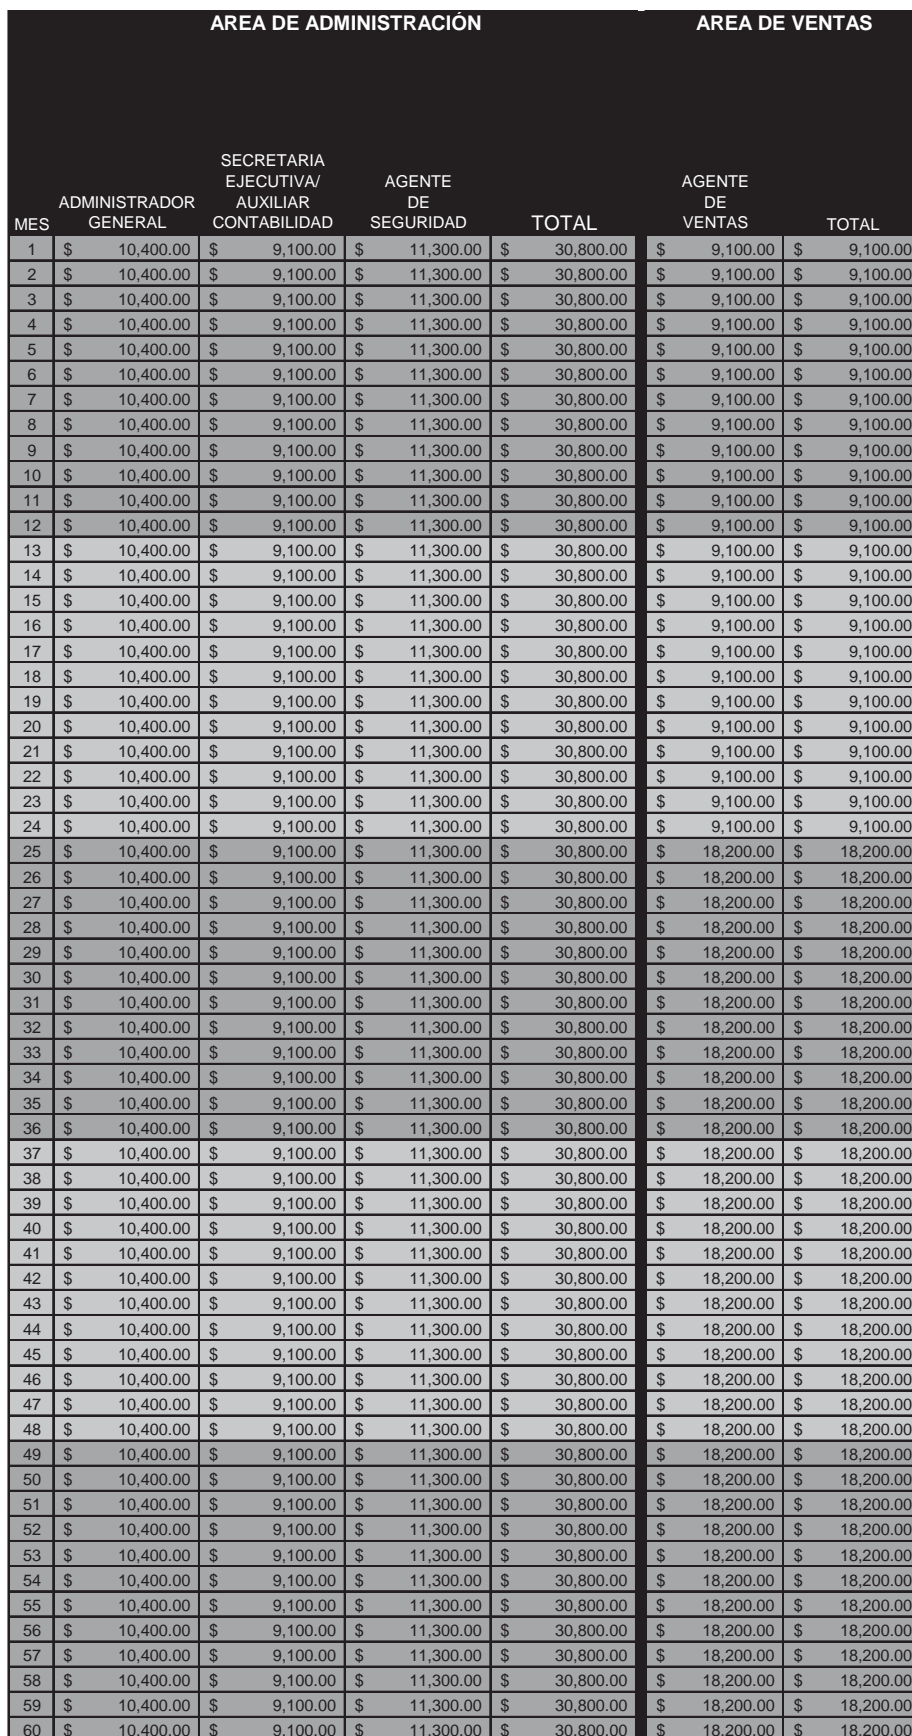 AREA DE ADMINISTRACIÓN AREA DE VENTAS
SECRETARIA
EJECUTIVA/ AGENTE AGENTE
ADMINISTRADOR AUXILIAR DE DE
MES GENERAL CONTABILIDAD SEGURIDAD TOTAL VENTAS TOTAL
1 $ 10,400.00 $ 9,100.00 $ 11,300.00 $ 30,800.00 $ 9,100.00 $ 9,100.00
2 $ 10,400.00 $ 9,100.00 $ 11,300.00 $ 30,800.00 $ 9,100.00 $ 9,100.00
3 $ 10,400.00 $ 9,100.00 $ 11,300.00 $ 30,800.00 $ 9,100.00 $ 9,100.00
4 $ 10,400.00 $ 9,100.00 $ 11,300.00 $ 30,800.00 $ 9,100.00 $ 9,100.00
5 $ 10,400.00 $ 9,100.00 $ 11,300.00 $ 30,800.00 $ 9,100.00 $ 9,100.00
6 $ 10,400.00 $ 9,100.00 $ 11,300.00 $ 30,800.00 $ 9,100.00 $ 9,100.00
7 $ 10,400.00 $ 9,100.00 $ 11,300.00 $ 30,800.00 $ 9,100.00 $ 9,100.00
8 $ 10,400.00 $ 9,100.00 $ 11,300.00 $ 30,800.00 $ 9,100.00 $ 9,100.00
9 $ 10,400.00 $ 9,100.00 $ 11,300.00 $ 30,800.00 $ 9,100.00 $ 9,100.00
10 $ 10,400.00 $ 9,100.00 $ 11,300.00 $ 30,800.00 $ 9,100.00 $ 9,100.00
11 $ 10,400.00 $ 9,100.00 $ 11,300.00 $ 30,800.00 $ 9,100.00 $ 9,100.00
12 $ 10,400.00 $ 9,100.00 $ 11,300.00 $ 30,800.00 $ 9,100.00 $ 9,100.00
13 $ 10,400.00 $ 9,100.00 $ 11,300.00 $ 30,800.00 $ 9,100.00 $ 9,100.00
14 $ 10,400.00 $ 9,100.00 $ 11,300.00 $ 30,800.00 $ 9,100.00 $ 9,100.00
15 $ 10,400.00 $ 9,100.00 $ 11,300.00 $ 30,800.00 $ 9,100.00 $ 9,100.00
16 $ 10,400.00 $ 9,100.00 $ 11,300.00 $ 30,800.00 $ 9,100.00 $ 9,100.00
17 $ 10,400.00 $ 9,100.00 $ 11,300.00 $ 30,800.00 $ 9,100.00 $ 9,100.00
18 $ 10,400.00 $ 9,100.00 $ 11,300.00 $ 30,800.00 $ 9,100.00 $ 9,100.00
19 $ 10,400.00 $ 9,100.00 $ 11,300.00 $ 30,800.00 $ 9,100.00 $ 9,100.00
20 $ 10,400.00 $ 9,100.00 $ 11,300.00 $ 30,800.00 $ 9,100.00 $ 9,100.00
21 $ 10,400.00 $ 9,100.00 $ 11,300.00 $ 30,800.00 $ 9,100.00 $ 9,100.00
22 $ 10,400.00 $ 9,100.00 $ 11,300.00 $ 30,800.00 $ 9,100.00 $ 9,100.00
23 $ 10,400.00 $ 9,100.00 $ 11,300.00 $ 30,800.00 $ 9,100.00 $ 9,100.00
24 $ 10,400.00 $ 9,100.00 $ 11,300.00 $ 30,800.00 $ 9,100.00 $ 9,100.00
25 $ 10,400.00 $ 9,100.00 $ 11,300.00 $ 30,800.00 $ 18,200.00 $ 18,200.00
26 $ 10,400.00 $ 9,100.00 $ 11,300.00 $ 30,800.00 $ 18,200.00 $ 18,200.00
27 $ 10,400.00 $ 9,100.00 $ 11,300.00 $ 30,800.00 $ 18,200.00 $ 18,200.00
28 $ 10,400.00 $ 9,100.00 $ 11,300.00 $ 30,800.00 $ 18,200.00 $ 18,200.00
29 $ 10,400.00 $ 9,100.00 $ 11,300.00 $ 30,800.00 $ 18,200.00 $ 18,200.00
30 $ 10,400.00 $ 9,100.00 $ 11,300.00 $ 30,800.00 $ 18,200.00 $ 18,200.00
31 $ 10,400.00 $ 9,100.00 $ 11,300.00 $ 30,800.00 $ 18,200.00 $ 18,200.00
32 $ 10,400.00 $ 9,100.00 $ 11,300.00 $ 30,800.00 $ 18,200.00 $ 18,200.00
33 $ 10,400.00 $ 9,100.00 $ 11,300.00 $ 30,800.00 $ 18,200.00 $ 18,200.00
34 $ 10,400.00 $ 9,100.00 $ 11,300.00 $ 30,800.00 $ 18,200.00 $ 18,200.00
35 $ 10,400.00 $ 9,100.00 $ 11,300.00 $ 30,800.00 $ 18,200.00 $ 18,200.00
36 $ 10,400.00 $ 9,100.00 $ 11,300.00 $ 30,800.00 $ 18,200.00 $ 18,200.00
37 $ 10,400.00 $ 9,100.00 $ 11,300.00 $ 30,800.00 $ 18,200.00 $ 18,200.00
38 $ 10,400.00 $ 9,100.00 $ 11,300.00 $ 30,800.00 $ 18,200.00 $ 18,200.00
39 $ 10,400.00 $ 9,100.00 $ 11,300.00 $ 30,800.00 $ 18,200.00 $ 18,200.00
40 $ 10,400.00 $ 9,100.00 $ 11,300.00 $ 30,800.00 $ 18,200.00 $ 18,200.00
41 $ 10,400.00 $ 9,100.00 $ 11,300.00 $ 30,800.00 $ 18,200.00 $ 18,200.00
42 $ 10,400.00 $ 9,100.00 $ 11,300.00 $ 30,800.00 $ 18,200.00 $ 18,200.00
43 $ 10,400.00 $ 9,100.00 $ 11,300.00 $ 30,800.00 $ 18,200.00 $ 18,200.00
44 $ 10,400.00 $ 9,100.00 $ 11,300.00 $ 30,800.00 $ 18,200.00 $ 18,200.00
45 $ 10,400.00 $ 9,100.00 $ 11,300.00 $ 30,800.00 $ 18,200.00 $ 18,200.00
46 $ 10,400.00 $ 9,100.00 $ 11,300.00 $ 30,800.00 $ 18,200.00 $ 18,200.00
47 $ 10,400.00 $ 9,100.00 $ 11,300.00 $ 30,800.00 $ 18,200.00 $ 18,200.00
48 $ 10,400.00 $ 9,100.00 $ 11,300.00 $ 30,800.00 $ 18,200.00 $ 18,200.00
49 $ 10,400.00 $ 9,100.00 $ 11,300.00 $ 30,800.00 $ 18,200.00 $ 18,200.00
50 $ 10,400.00 $ 9,100.00 $ 11,300.00 $ 30,800.00 $ 18,200.00 $ 18,200.00
51 $ 10,400.00 $ 9,100.00 $ 11,300.00 $ 30,800.00 $ 18,200.00 $ 18,200.00
52 $ 10,400.00 $ 9,100.00 $ 11,300.00 $ 30,800.00 $ 18,200.00 $ 18,200.00
53 $ 10,400.00 $ 9,100.00 $ 11,300.00 $ 30,800.00 $ 18,200.00 $ 18,200.00
54 $ 10,400.00 $ 9,100.00 $ 11,300.00 $ 30,800.00 $ 18,200.00 $ 18,200.00
55 $ 10,400.00 $ 9,100.00 $ 11,300.00 $ 30,800.00 $ 18,200.00 $ 18,200.00
56 $ 10,400.00 $ 9,100.00 $ 11,300.00 $ 30,800.00 $ 18,200.00 $ 18,200.00
57 $ 10,400.00 $ 9,100.00 $ 11,300.00 $ 30,800.00 $ 18,200.00 $ 18,200.00
58 $ 10,400.00 $ 9,100.00 $ 11,300.00 $ 30,800.00 $ 18,200.00 $ 18,200.00
59 $ 10,400.00 $ 9,100.00 $ 11,300.00 $ 30,800.00 $ 18,200.00 $ 18,200.00
60 $ 10,400.00 $ 9,100.00 $ 11,300.00 $ 30,800.00 $ 18,200.00 $ 18,200.00